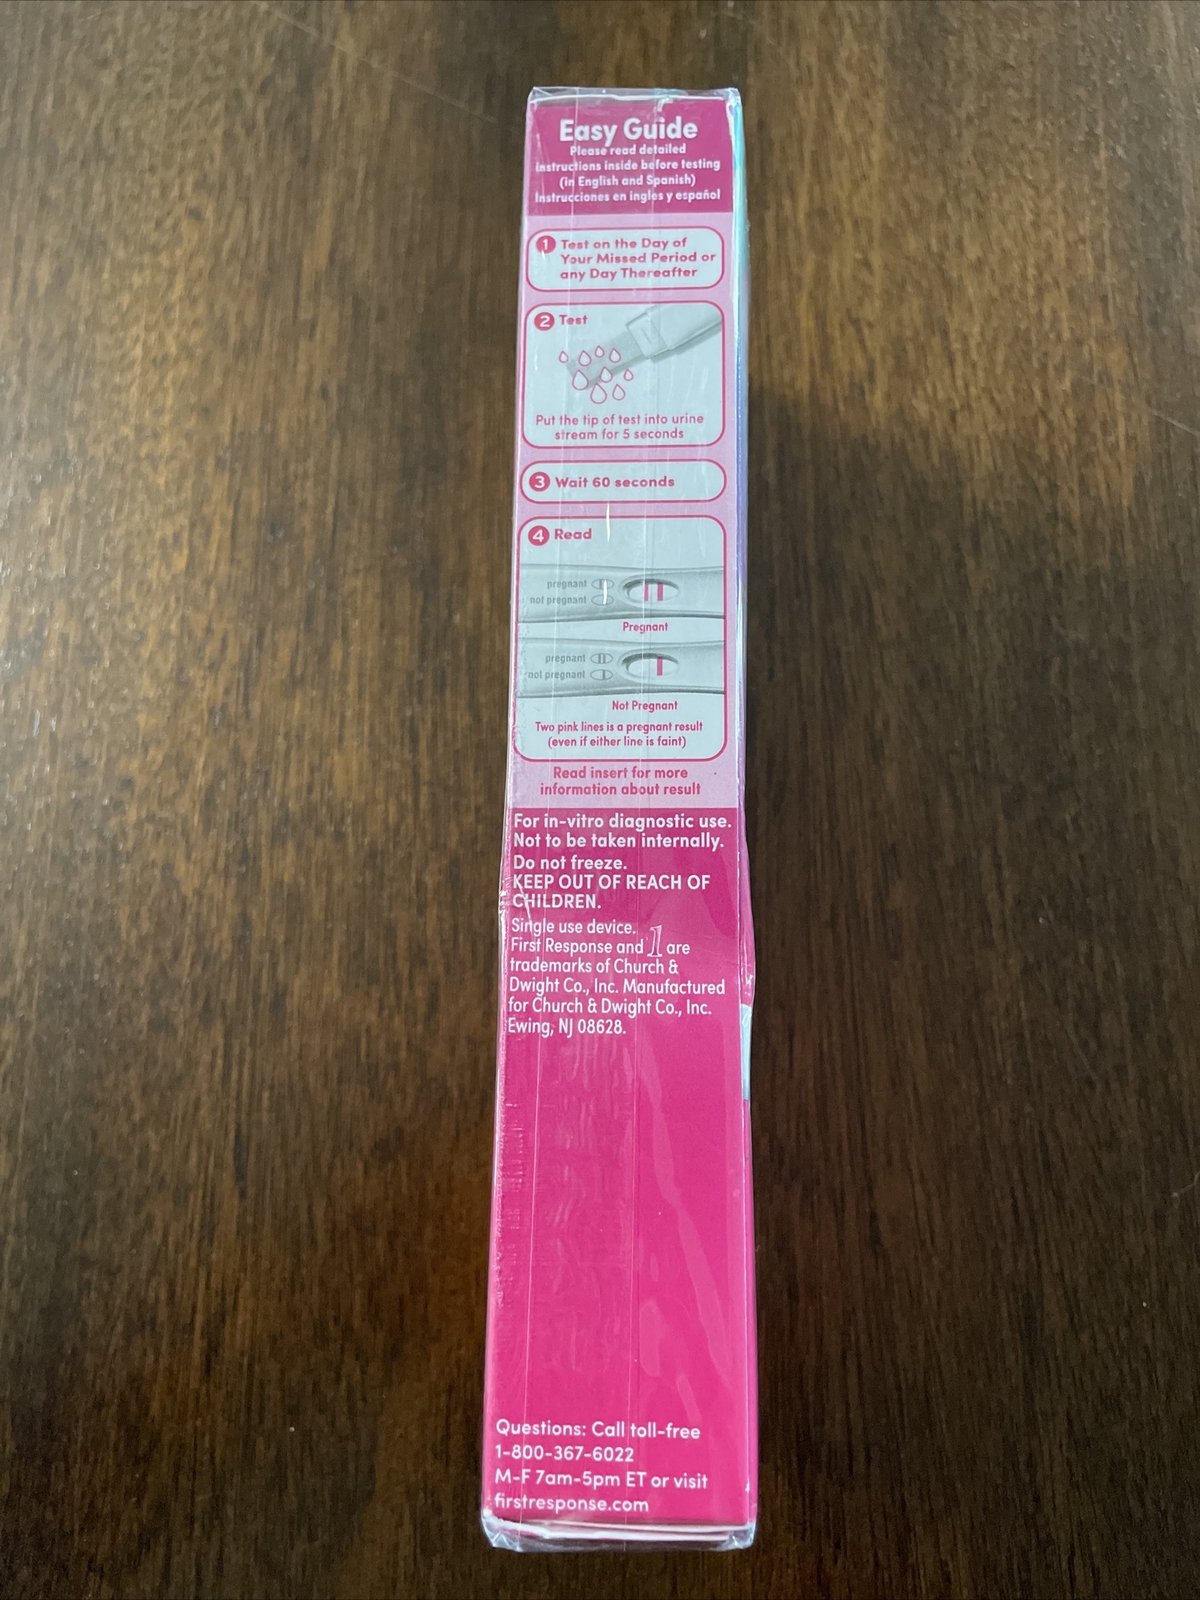 Easy Guide
Please read detailed
instructions inside before testing
(in English and Spanish)
Instrucciones en ingles y español
1 Test on the Day of
Your Missed Period or
any Day Thereafter
2 Test
Put the tip of test into urine
stream for 5 seconds
3 Wait 60 seconds
4 Read
pregnant
not pregnant
Pregnant
pregnant
not pregnant
Not Pregnant
Two pink lines is a pregnant result
(even if either line is faint)
Read insert for more
information about result
For in-vitro diagnostic use.
Not to be taken internally.
Do not freeze.
KEEP OUT OF REACH OF
CHILDREN.
Single use device.
First Response and 1 are
trademarks of Church &
Dwight Co., Inc. Manufactured
for Church & Dwight Co., Inc.
Ewing, NJ 08628.
Questions: Call toll-free
1-800-367-6022
M-F 7am-5pm ET or visit
firstresponse.com